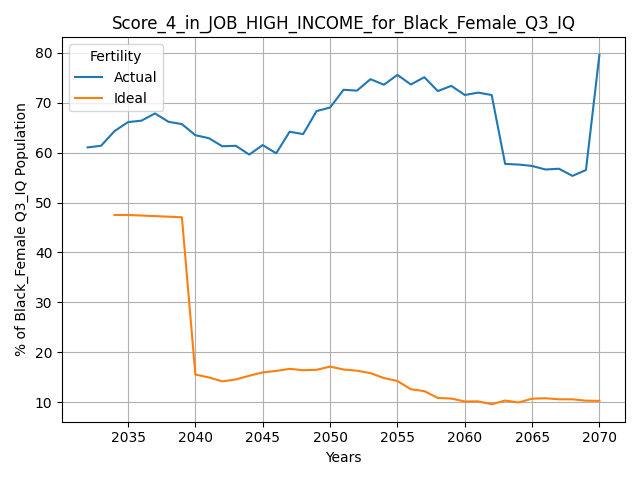 Score_4_in_JOB_HIGH_INCOME_for_Black_Female_Q3_IQ
Fertility
Actual
Ideal
% of Black_Female Q3_IQ Population
80
70
60
50
40
30
20
10
2035 2040 2045 2050 2055 2060 2065 2070
Years